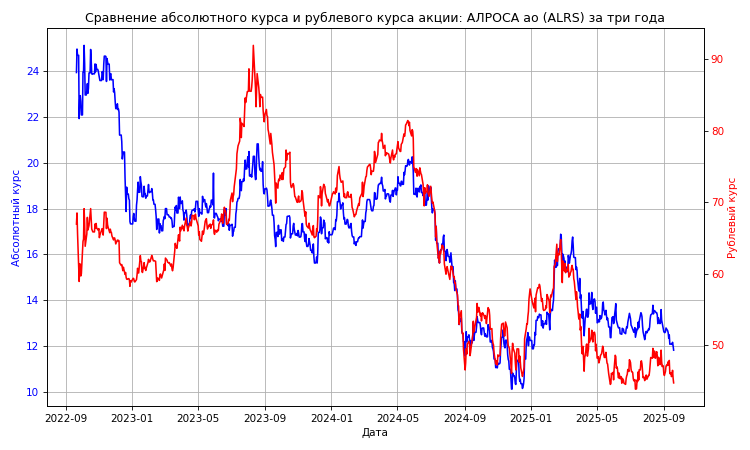 Сравнение абсолютного курса и рублевого курса акции: АЛРОСА ао (ALRS) за три года
Абсолютный курс
24
22
20
18
16
14
12
10
90
80
70
60
50
Рублевый курс
2022-09 2023-01 2023-05 2023-09 2024-01 2024-05 2024-09 2025-01 2025-05 2025-09
Дата